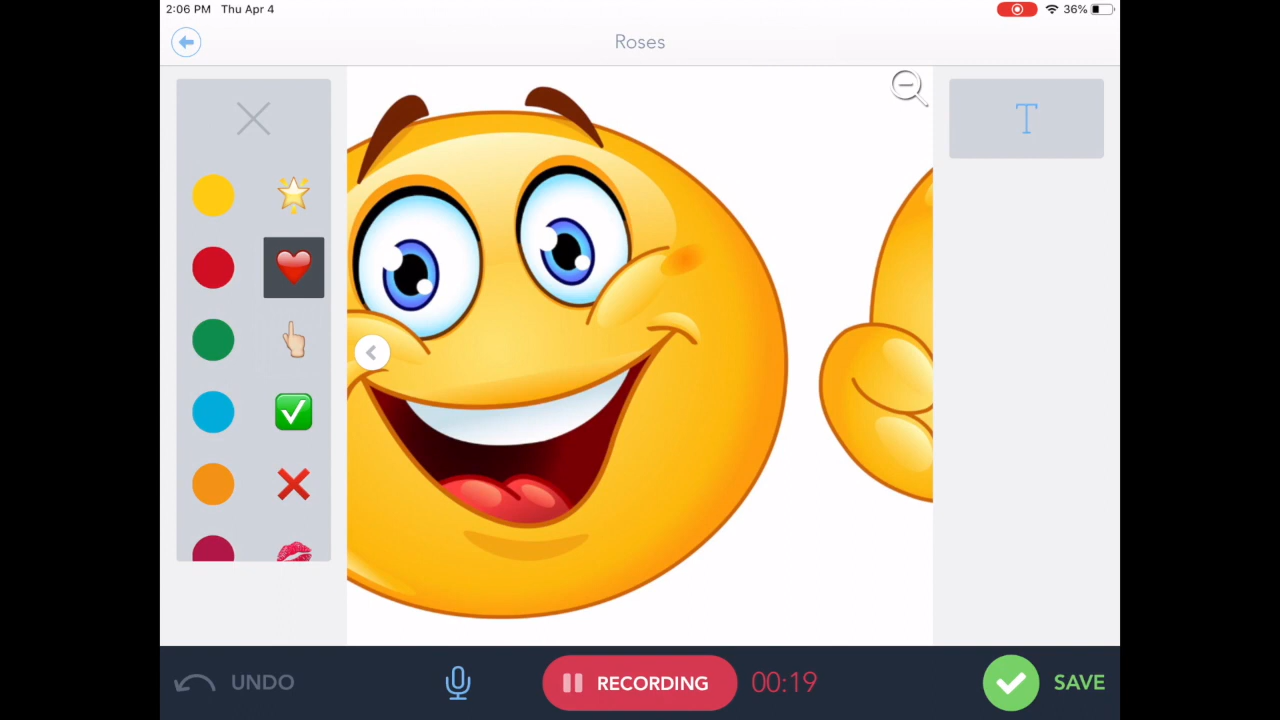 2:06 PM Thu Apr 4
36%
Roses
T
UNDO
RECORDING
00:19
SAVE